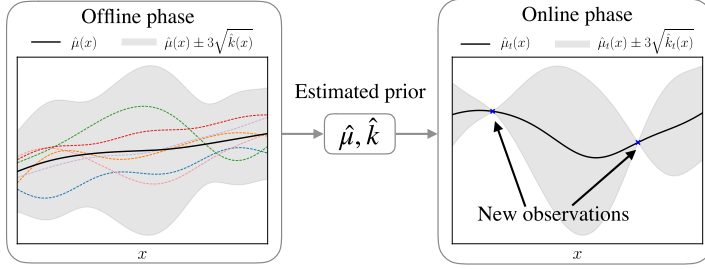 Offline phase
μ̂(x) μ̂(x) ± 3√k̂(x)
x
Estimated prior
μ̂, k̂
Online phase
μ̂ₜ(x) μ̂ₜ(x) ± 3√k̂ₜ(x)
New observations
x